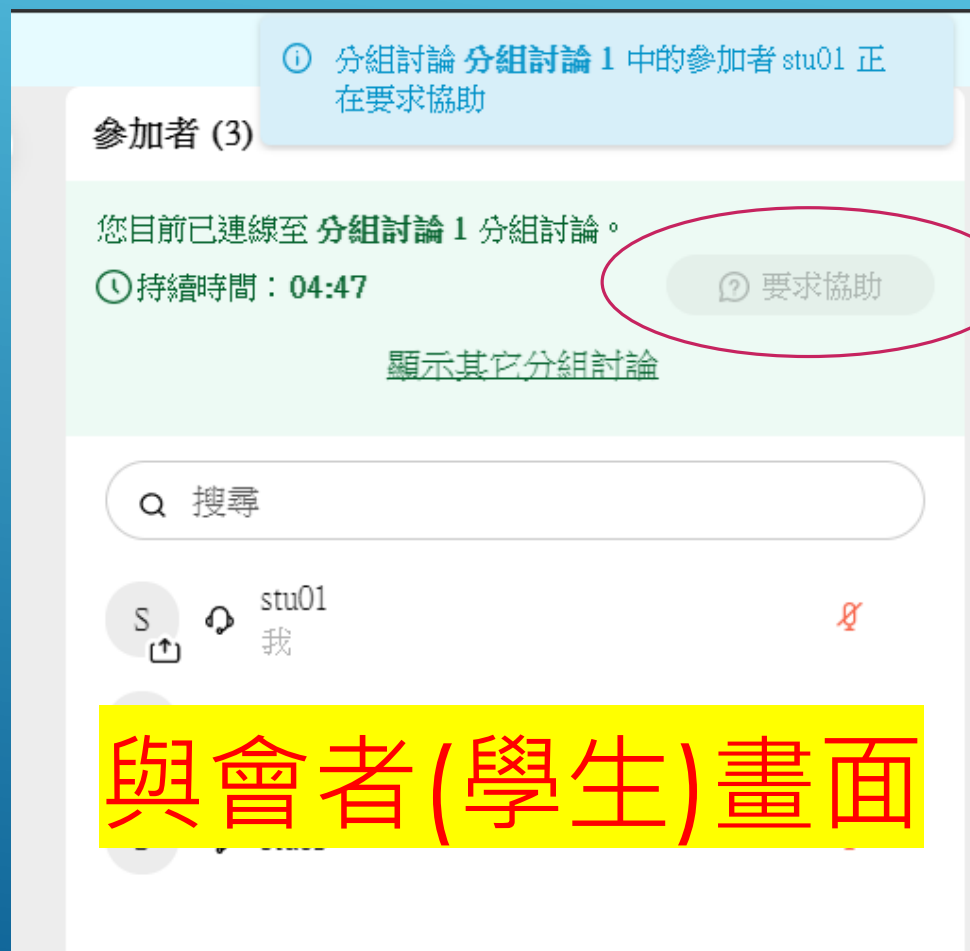 分組討論 分組討論 1 中的參加者 stu01 正
在要求協助
參加者 (3)
您目前已連線至 分組討論 1 分組討論。
持續時間：04:47
要求協助
顯示其它分組討論
搜尋
S
stu01
我
與會者(學生)畫面